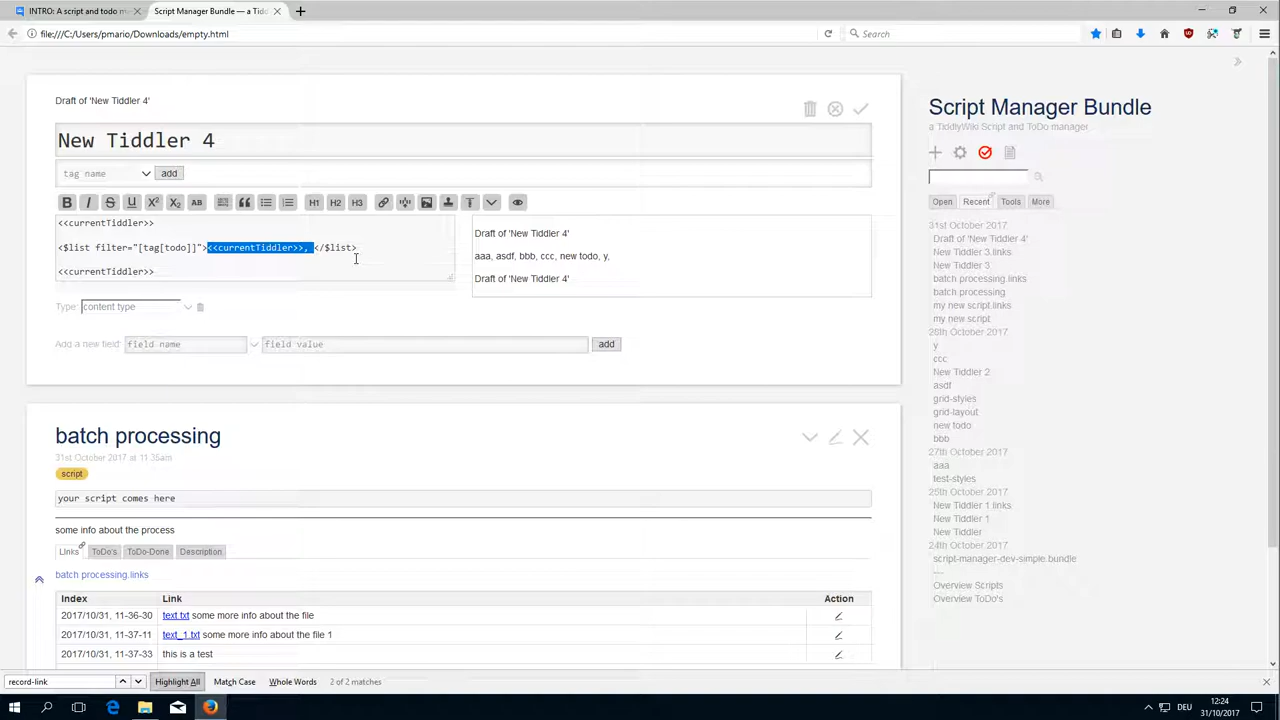 INTRO: A script and todo m
Script Manager Bundle — a Tid
file:///C:/Users/pmario/Downloads/empty.html
Search
Draft of 'New Tiddler 4'
New Tiddler 4
tag name
add
B I S U X² X₂ AB
H1 H2 H3
<<currentTiddler>>
<$list filter="[tag[todo]]"><<currentTiddler>>, </$list>
<<currentTiddler>>
Draft of 'New Tiddler 4'
aaa, asdf, bbb, ccc, new todo, y,
Draft of 'New Tiddler 4'
Type: content type
Add a new field: field name field value add
batch processing
31st October 2017 at 11:35am
script
your script comes here
some info about the process
Links ToDo's ToDo-Done Description
batch processing.links
Index Link Action
2017/10/31, 11-36-30 text.txt some more info about the file
2017/10/31, 11-37-11 text_1.txt some more info about the file 1
2017/10/31, 11-37-33 this is a test
Script Manager Bundle
a TiddlyWiki Script and ToDo manager
Open Recent Tools More
31st October 2017
Draft of 'New Tiddler 4'
New Tiddler 3.links
New Tiddler 3
batch processing.links
batch processing
my new script.links
my new script
28th October 2017
y
ccc
New Tiddler 2
asdf
grid-styles
grid-layout
new todo
bbb
27th October 2017
aaa
test-styles
25th October 2017
New Tiddler 1.links
New Tiddler 1
New Tiddler
24th October 2017
script-manager-dev-simple.bundle
---
Overview Scripts
Overview ToDo's
record-link
Highlight All Match Case Whole Words 2 of 2 matches
DEU
12:24
31/10/2017